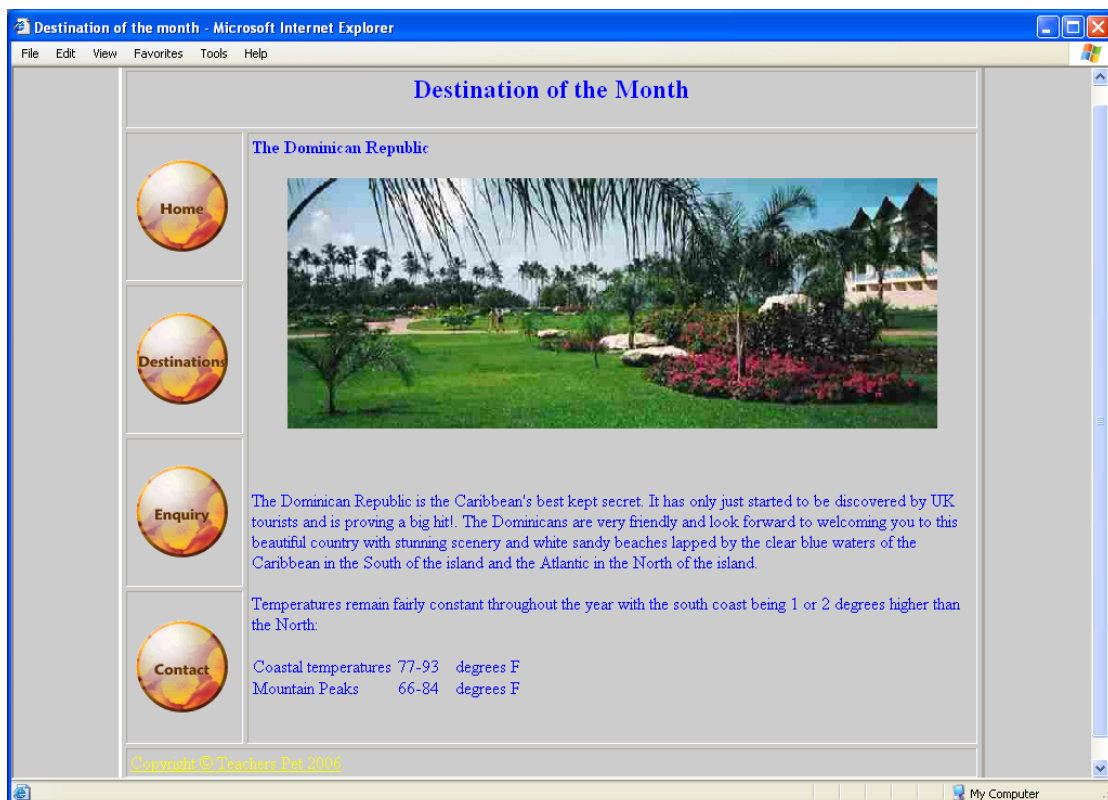 Destination of the month - Microsoft Internet Explorer
File Edit View Favorites Tools Help
Destination of the Month
The Dominican Republic
Home
Destinations
Enquiry
The Dominican Republic is the Caribbean's best kept secret. It has only just started to be discovered by UK
tourists and is proving a big hit!. The Dominicans are very friendly and look forward to welcoming you to this
beautiful country with stunning scenery and white sandy beaches lapped by the clear blue waters of the
Caribbean in the South of the island and the Atlantic in the North of the island.
Temperatures remain fairly constant throughout the year with the south coast being 1 or 2 degrees higher than
the North:
Contact
Coastal temperatures 77-93 degrees F
Mountain Peaks 66-84 degrees F
Copyright © Teachers Pet 2006
My Computer